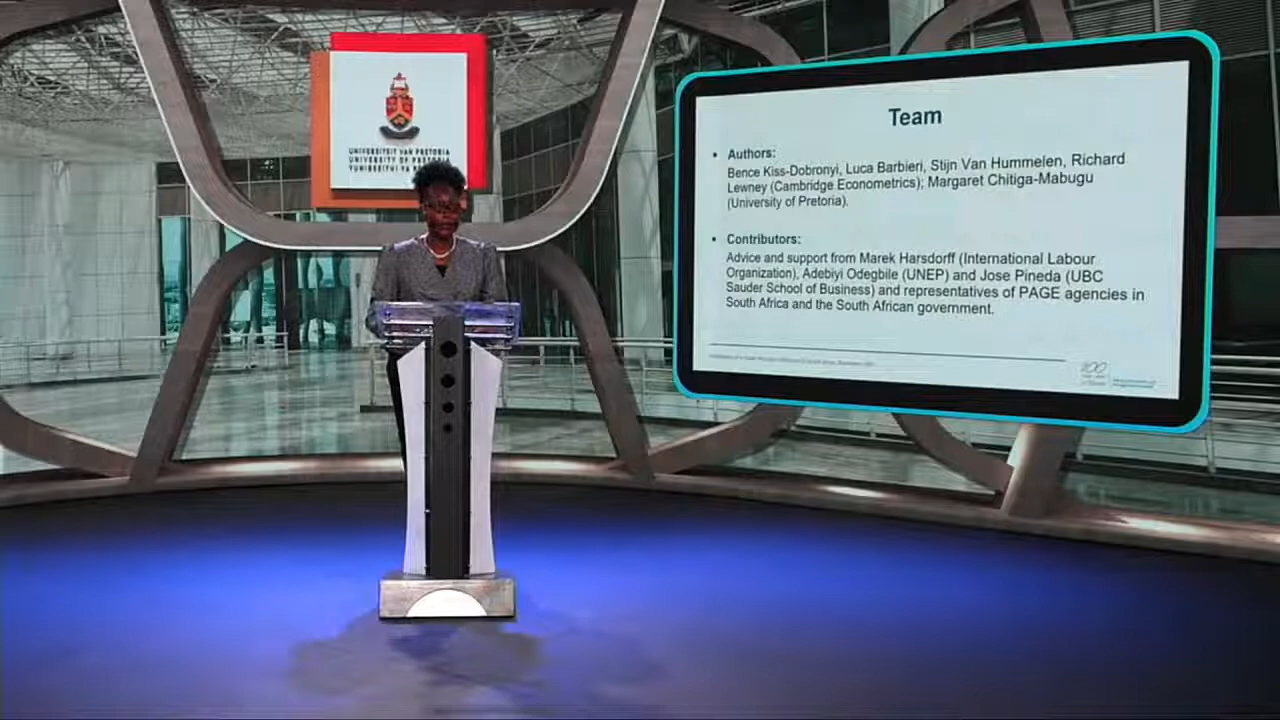 UNIVERSITEIT VAN PRETORIA
UNIVERSITY OF PRETORIA
YUNIBESITHI YA
Team
• Authors:
Bence Kiss-Dobronyi, Luca Barbieri, Stijn Van Hummelen, Richard
Lewney (Cambridge Econometrics); Margaret Chitiga-Mabugu
(University of Pretoria).
• Contributors:
Advice and support from Marek Harsdorff (International Labour
Organization), Adebiyi Odegbile (UNEP) and Jose Pineda (UBC
Sauder School of Business) and representatives of PAGE agencies in
South Africa and the South African government.
100